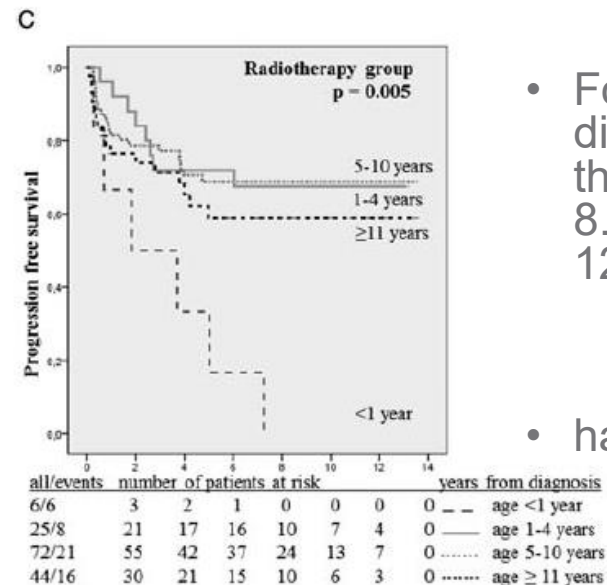 c
Radiotherapy group
p = 0.005
1,0
0,8
0,6
0,4
0,2
0,0
Progression free survival
5-10 years
1-4 years
≥11 years
<1 year
0 2 4 6 8 10 12 14
all/events number of patients at risk years from diagnosis
6/6 3 2 1 0 0 0 0 age <1 year
25/8 21 17 16 10 7 4 0 age 1-4 years
72/21 55 42 37 24 13 7 0 age 5-10 years
44/16 30 21 15 10 6 3 0 age ≥ 11 years
• Fo
di
th
8.
12
• ha